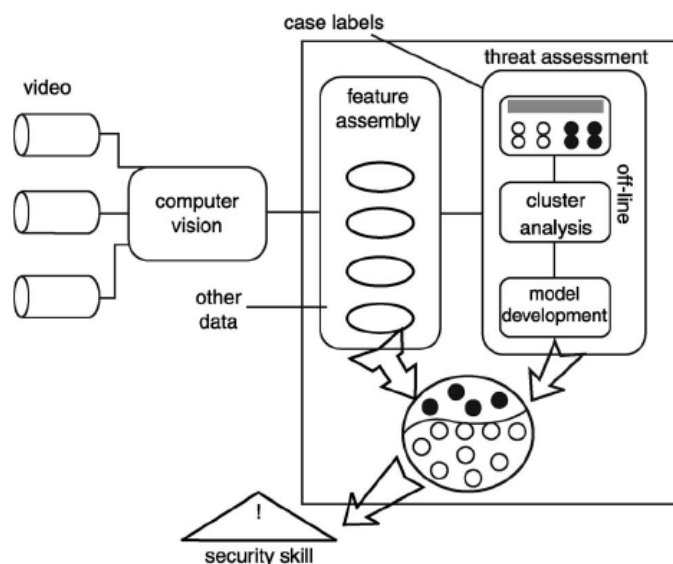 case labels
threat assessment
video
feature
assembly
computer
vision
cluster
analysis
off-line
other
data
model
development
!
security skill